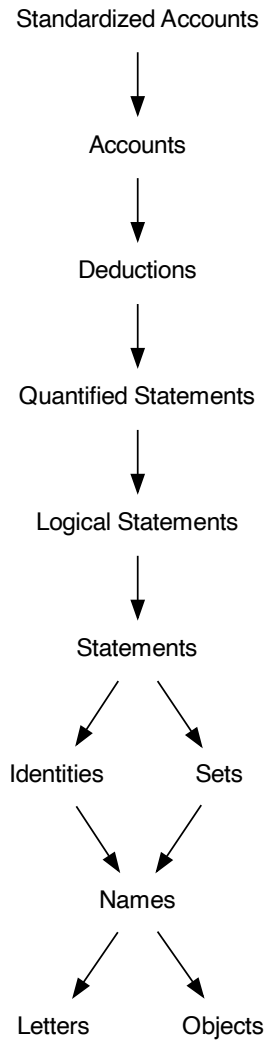 Standardized Accounts
Accounts
Deductions
Quantified Statements
Logical Statements
Statements
Identities
Sets
Names
Letters
Objects